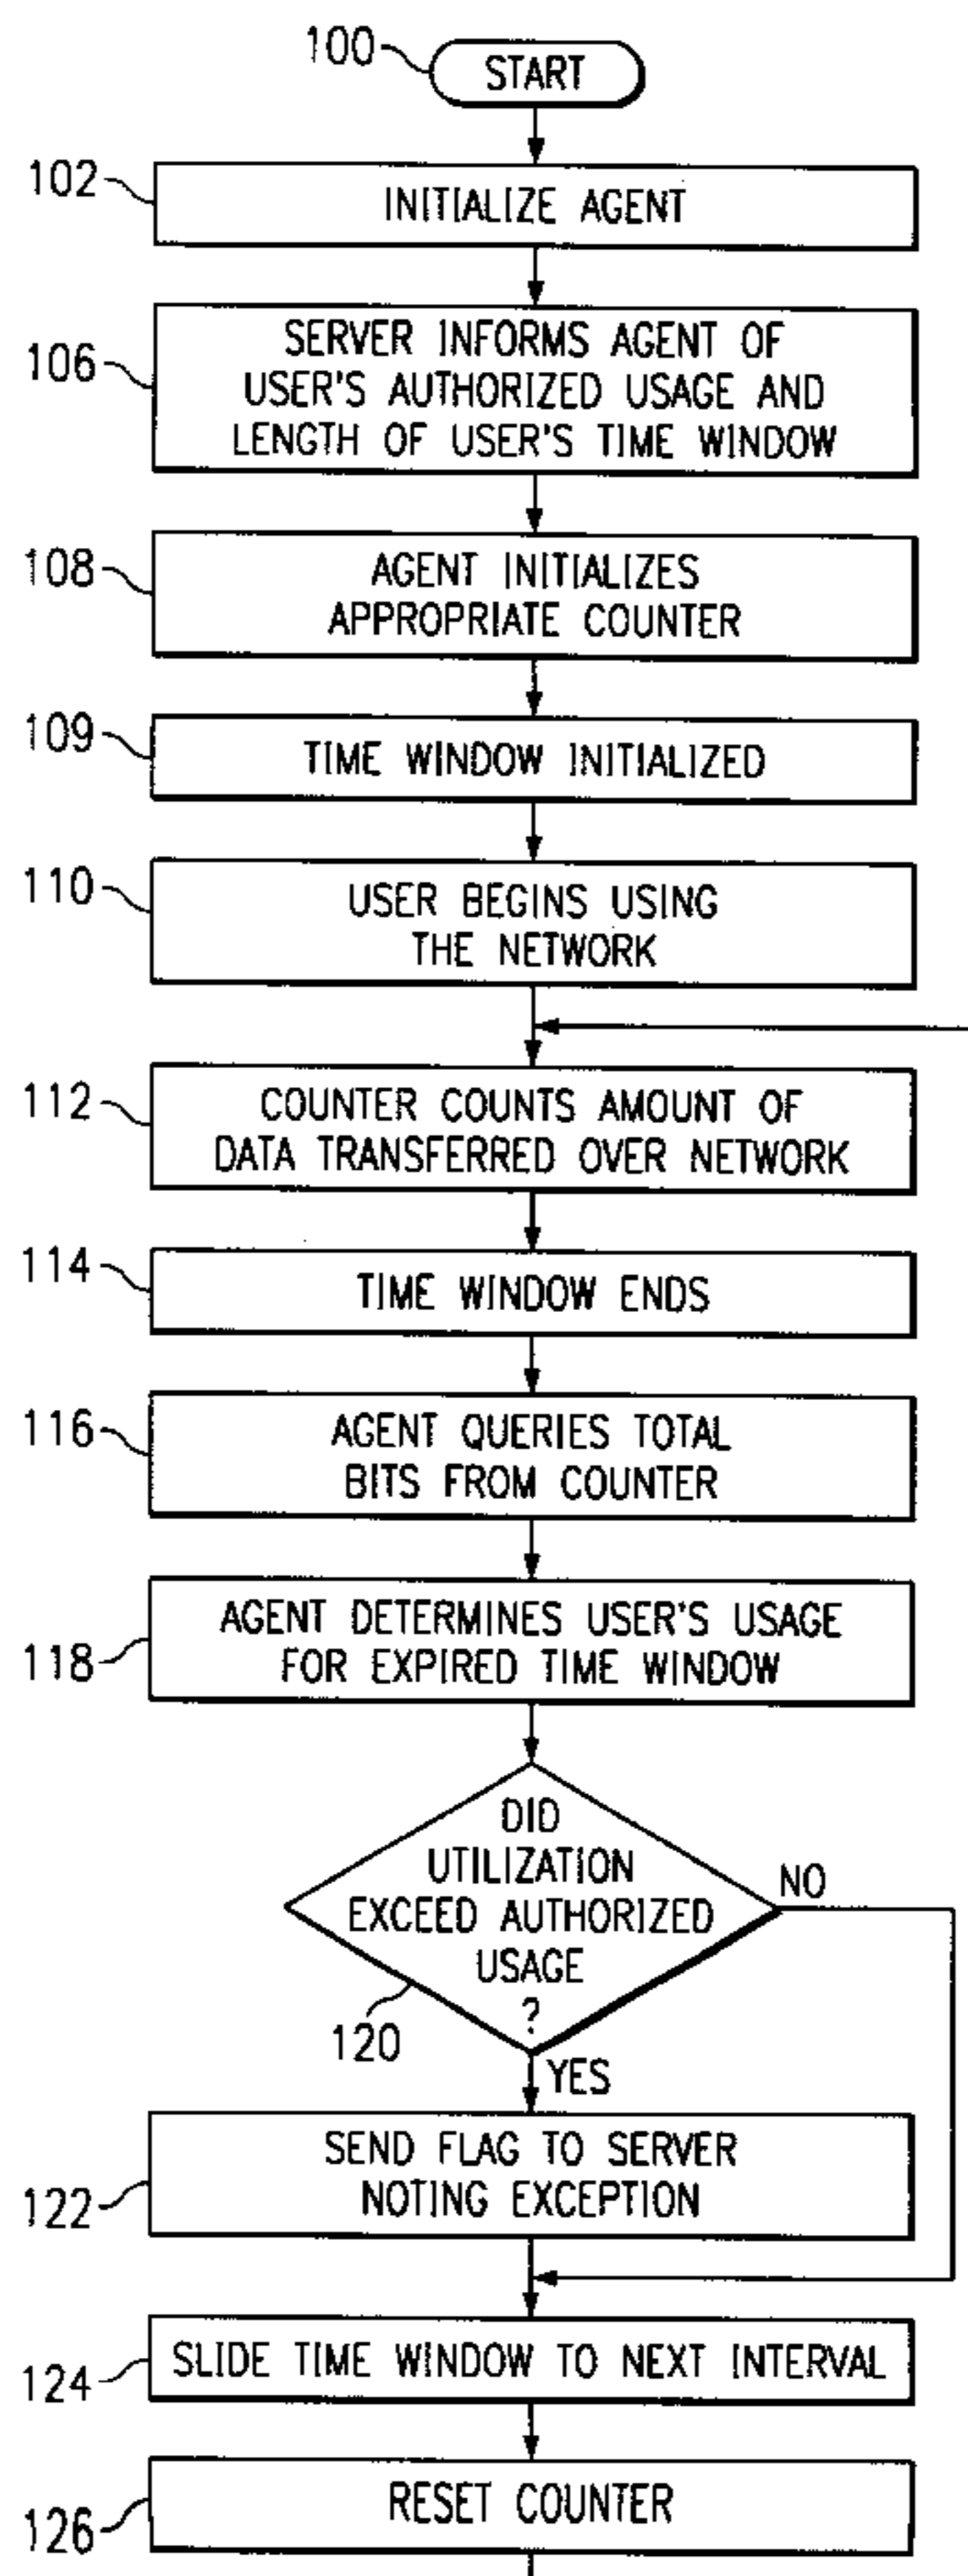 100
START
102
INITIALIZE AGENT
106
SERVER INFORMS AGENT OF
USER'S AUTHORIZED USAGE AND
LENGTH OF USER'S TIME WINDOW
108
AGENT INITIALIZES
APPROPRIATE COUNTER
109
TIME WINDOW INITIALIZED
110
USER BEGINS USING
THE NETWORK
112
COUNTER COUNTS AMOUNT OF
DATA TRANSFERRED OVER NETWORK
114
TIME WINDOW ENDS
116
AGENT QUERIES TOTAL
BITS FROM COUNTER
118
AGENT DETERMINES USER'S USAGE
FOR EXPIRED TIME WINDOW
DID
UTILIZATION
EXCEED AUTHORIZED
USAGE
?
NO
120
YES
122
SEND FLAG TO SERVER
NOTING EXCEPTION
124
SLIDE TIME WINDOW TO NEXT INTERVAL
126
RESET COUNTER